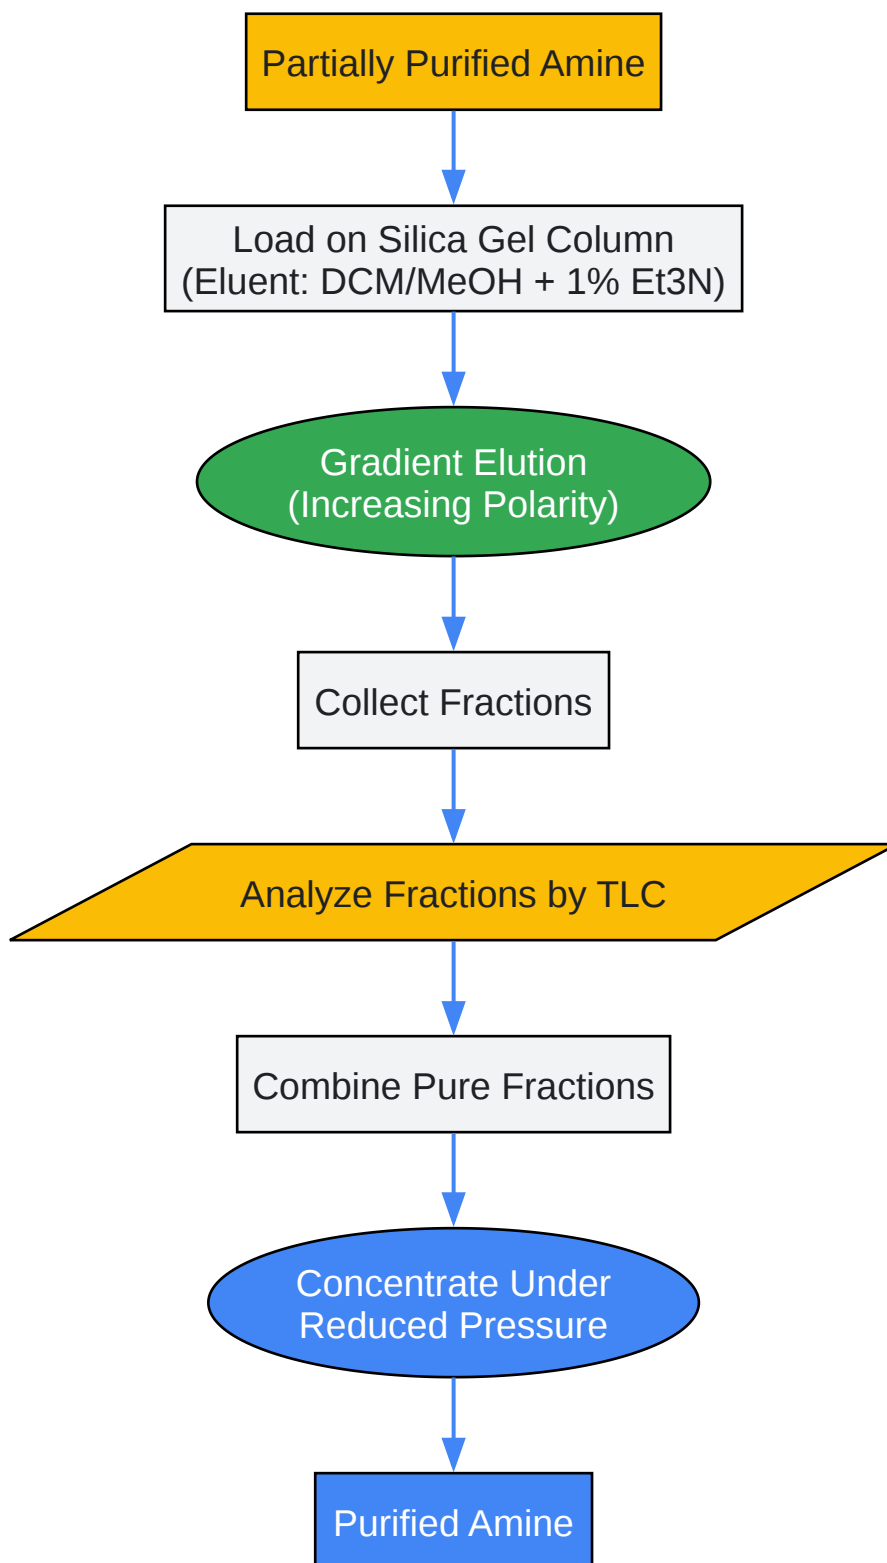 Partially Purified Amine
Load on Silica Gel Column
(Eluent: DCM/MeOH + 1% Et3N)
Gradient Elution
(Increasing Polarity)
Collect Fractions
Analyze Fractions by TLC
Combine Pure Fractions
Concentrate Under
Reduced Pressure
Purified Amine